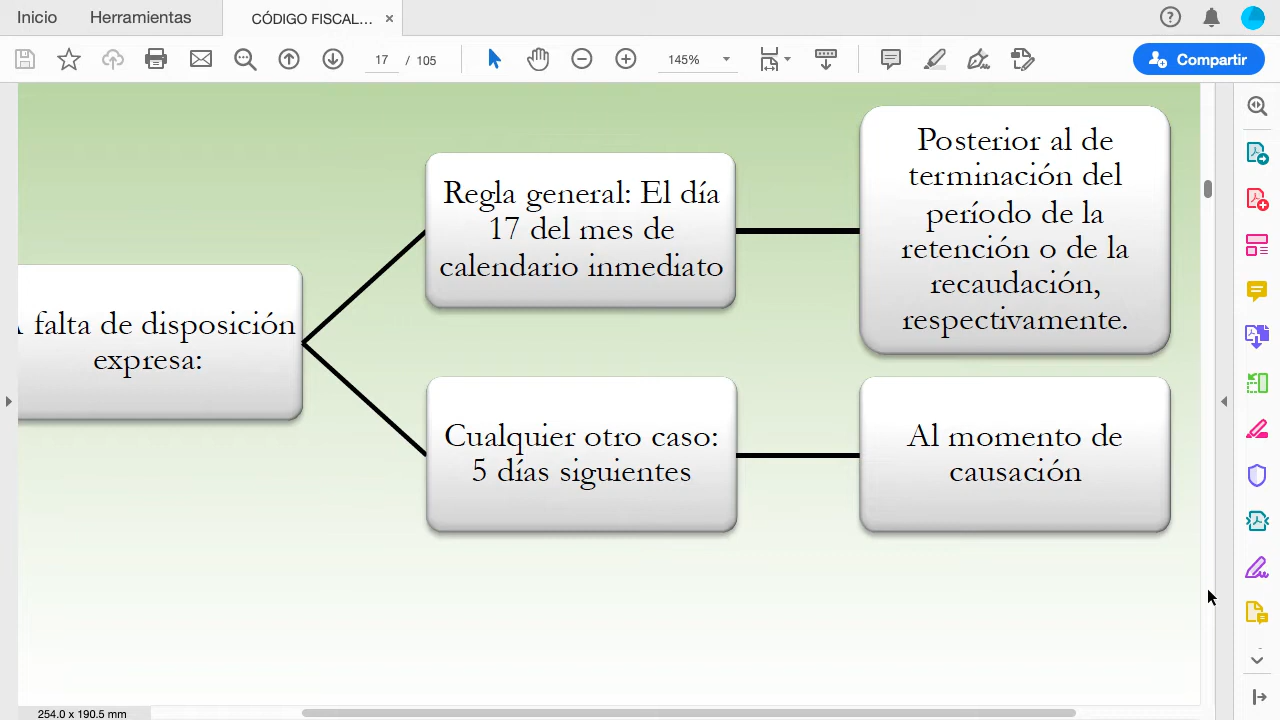 Inicio
Herramientas
CÓDIGO FISCAL...
17 / 105
145%
Compartir
falta de disposición
expresa:
Regla general: El día
17 del mes de
calendario inmediato
Posterior al de
terminación del
período de la
retención o de la
recaudación,
respectivamente.
Cualquier otro caso:
5 días siguientes
Al momento de
causación
254.0 x 190.5 mm